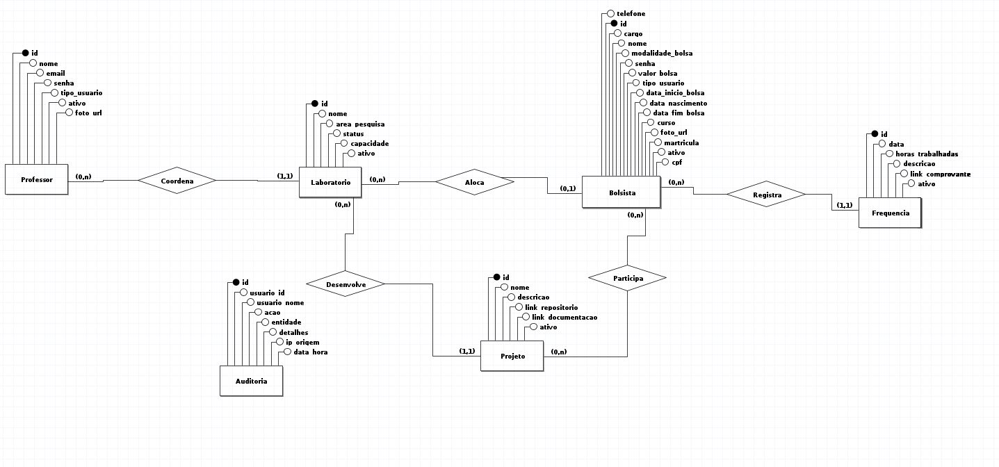 telefone
id
cargo
nome
modalidade_bolsa
senha
valor_bolsa
tipo_usuario
data_inicio_bolsa
data_nascimento
data_fim_bolsa
curso
foto_url
martricula
ativo
cpf
id
nome
email
senha
tipo_usuario
ativo
foto_url
id
nome
area_pesquisa
status
capacidade
ativo
id
data
horas_trabalhadas
descricao
link_comprovante
ativo
Professor
(0,n)
Coordena
(1,1)
Laboratorio
(0,n)
Aloca
(0,1)
Bolsista
(0,n)
Registra
(1,1)
Frequencia
(0,n)
(0,n)
Desenvolve
Participa
id
usuario_id
usuario_nome
acao
entidade
detalhes
ip_origem
data_hora
Auditoria
id
nome
descricao
link_repositorio
link_documentacao
ativo
(1,1)
Projeto
(0,n)